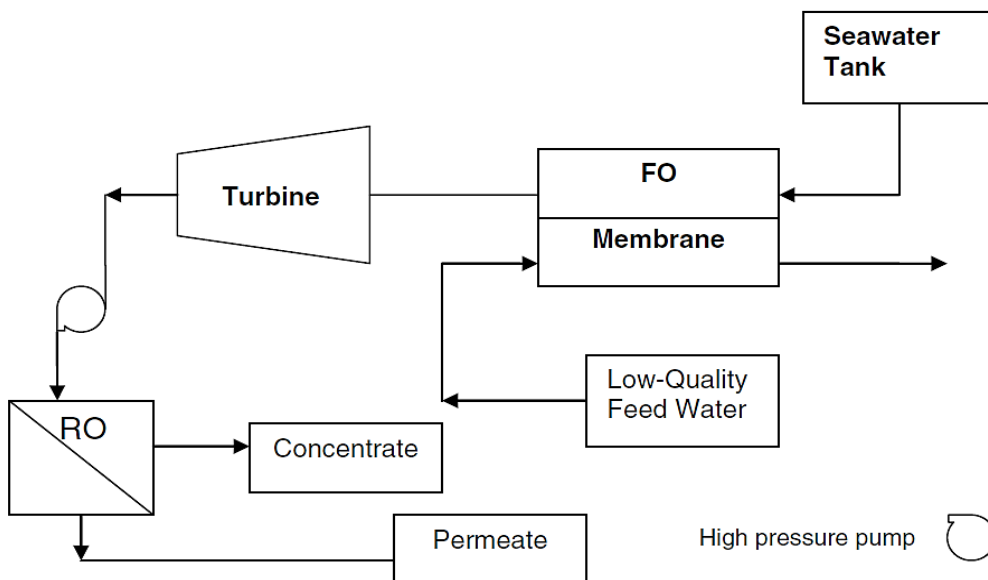 Seawater
Tank
FO
Turbine
Membrane
Low-Quality
Feed Water
RO
Concentrate
Permeate
High pressure pump